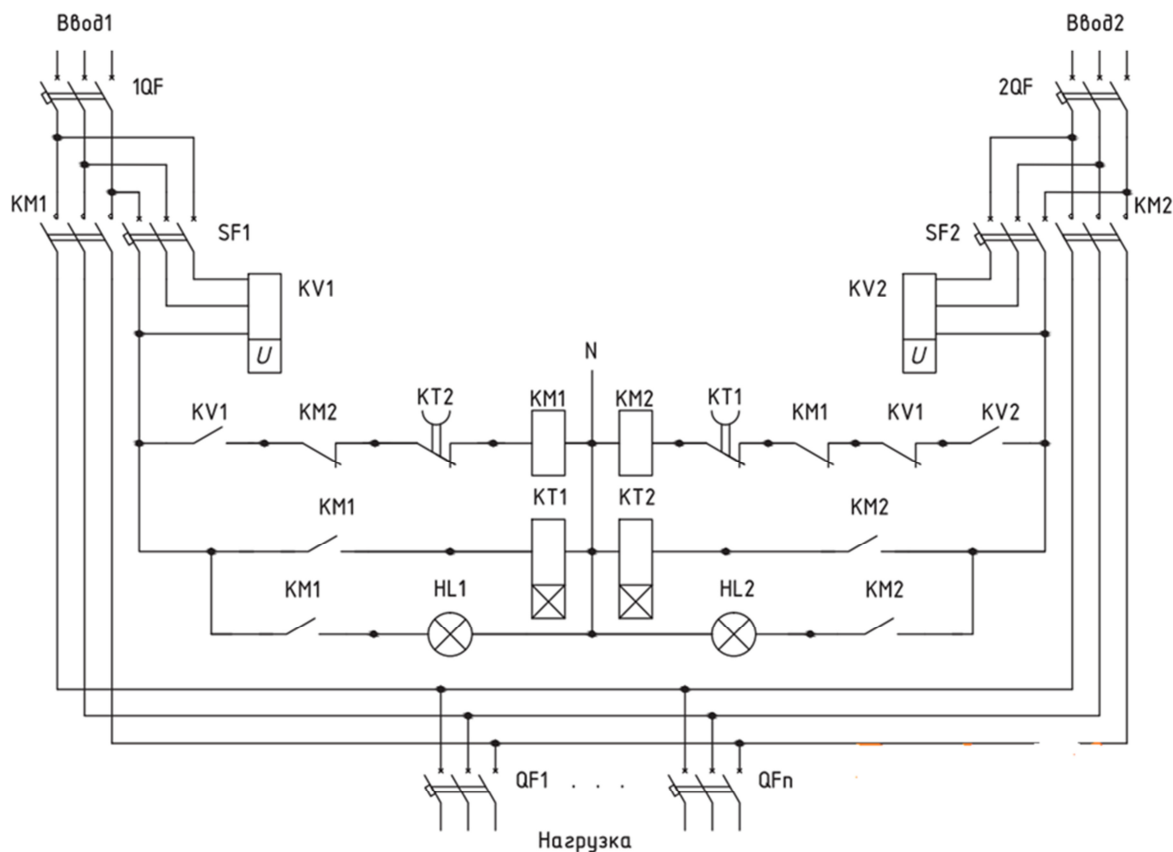 Ввод1 Ввод2
1QF 2QF
KM1 SF1 SF2 KM2
KV1 KV2
U N U
KV1 KM2 KT2 KM1 KM2 KT1 KM1 KV1 KV2
KM1 KT1 KT2 KM2
KM1 HL1 HL2 KM2
QF1 . . . QFn
Нагрузка